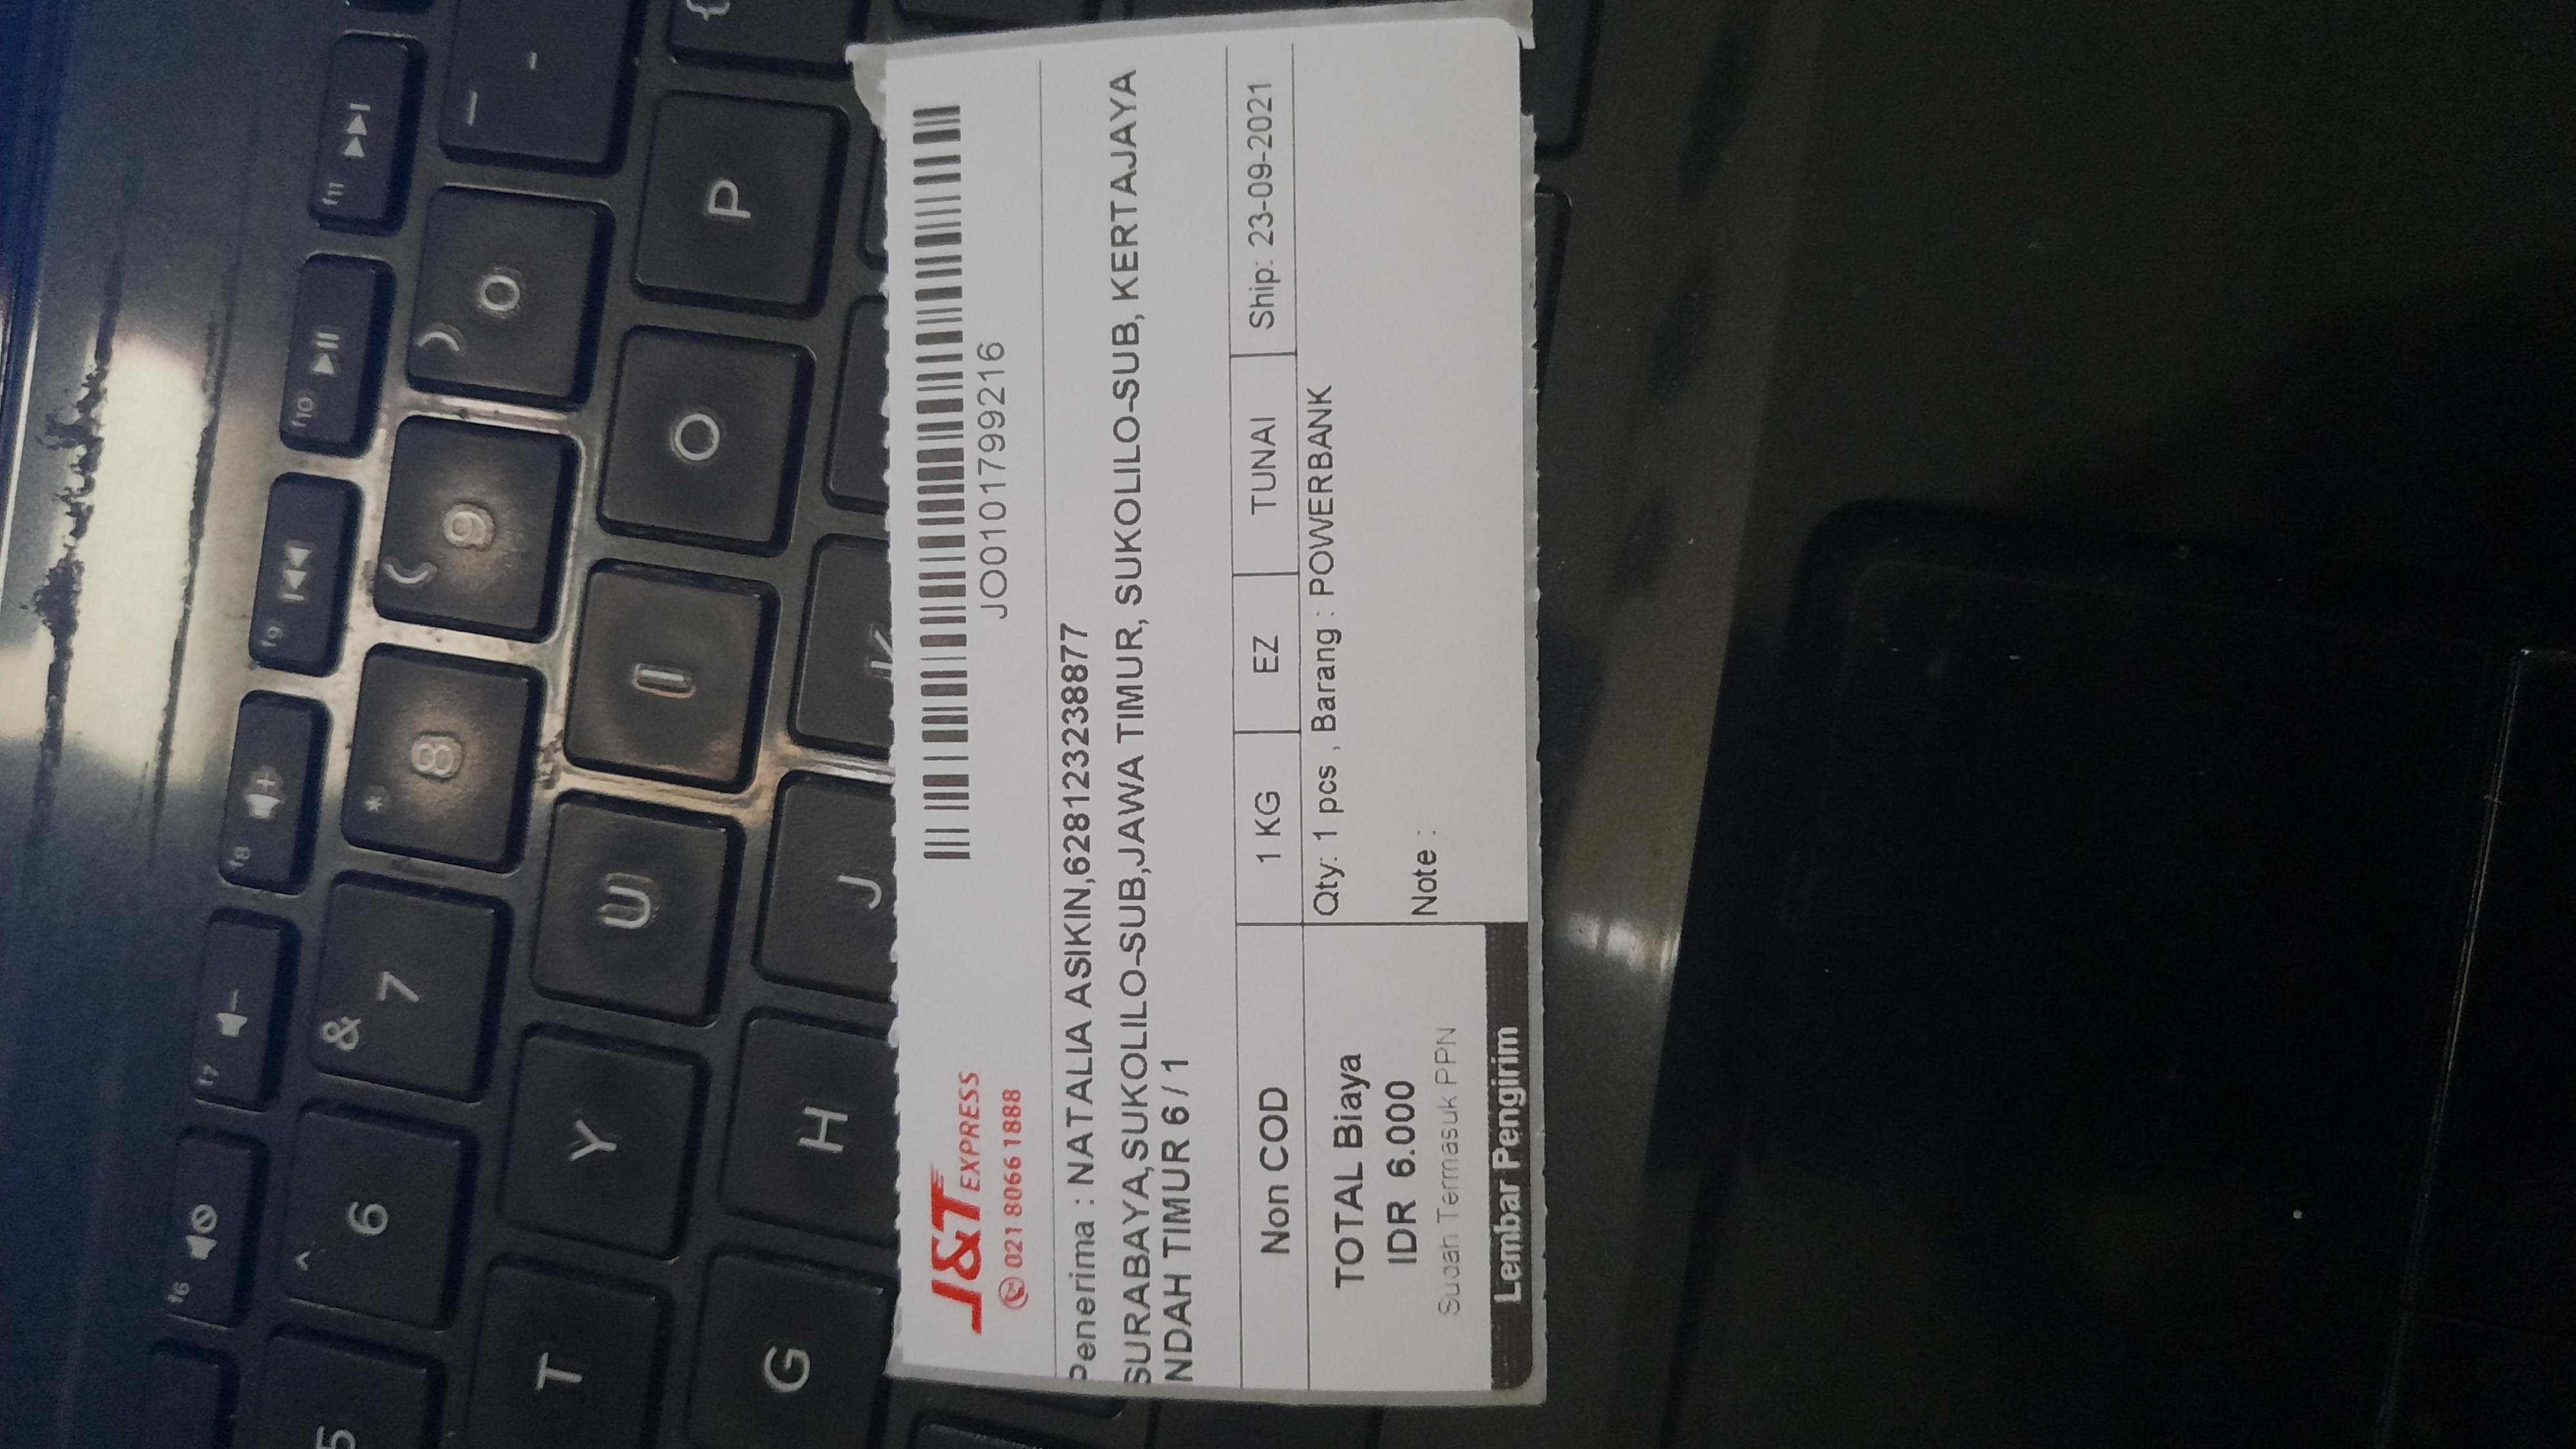 f6
f7
f8
f9
f10
f11
5
^
6
&
7
*
8
(
9
)
0
-
T
Y
U
I
O
P
{
G
H
J
K
J&T EXPRESS
021 8066 1888
JO0101799216
Penerima : NATALIA ASIKIN,628123238877
SURABAYA,SUKOLILO-SUB,JAWA TIMUR, SUKOLILO-SUB, KERTAJAYA
NDAH TIMUR 6 / 1
Non COD
1 KG
EZ
TUNAI
Ship: 23-09-2021
TOTAL Biaya
IDR 6.000
Sudah Termasuk PPN
Lembar Pengirim
Qty: 1 pcs , Barang : POWERBANK
Note :